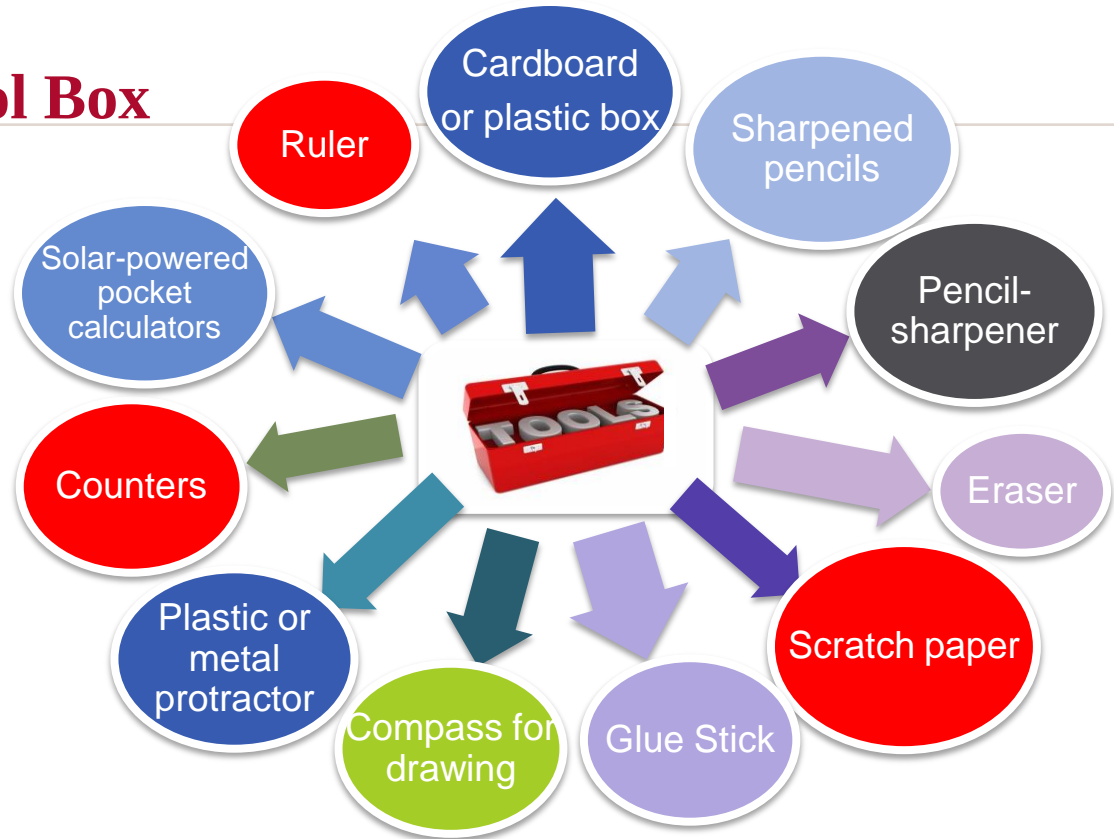 ol Box
Cardboard
or plastic box
Sharpened
pencils
Pencil-
sharpener
Eraser
Scratch paper
Glue Stick
Compass for
drawing
Plastic or
metal
protractor
Counters
Solar-powered
pocket
calculators
Ruler
TOOLS